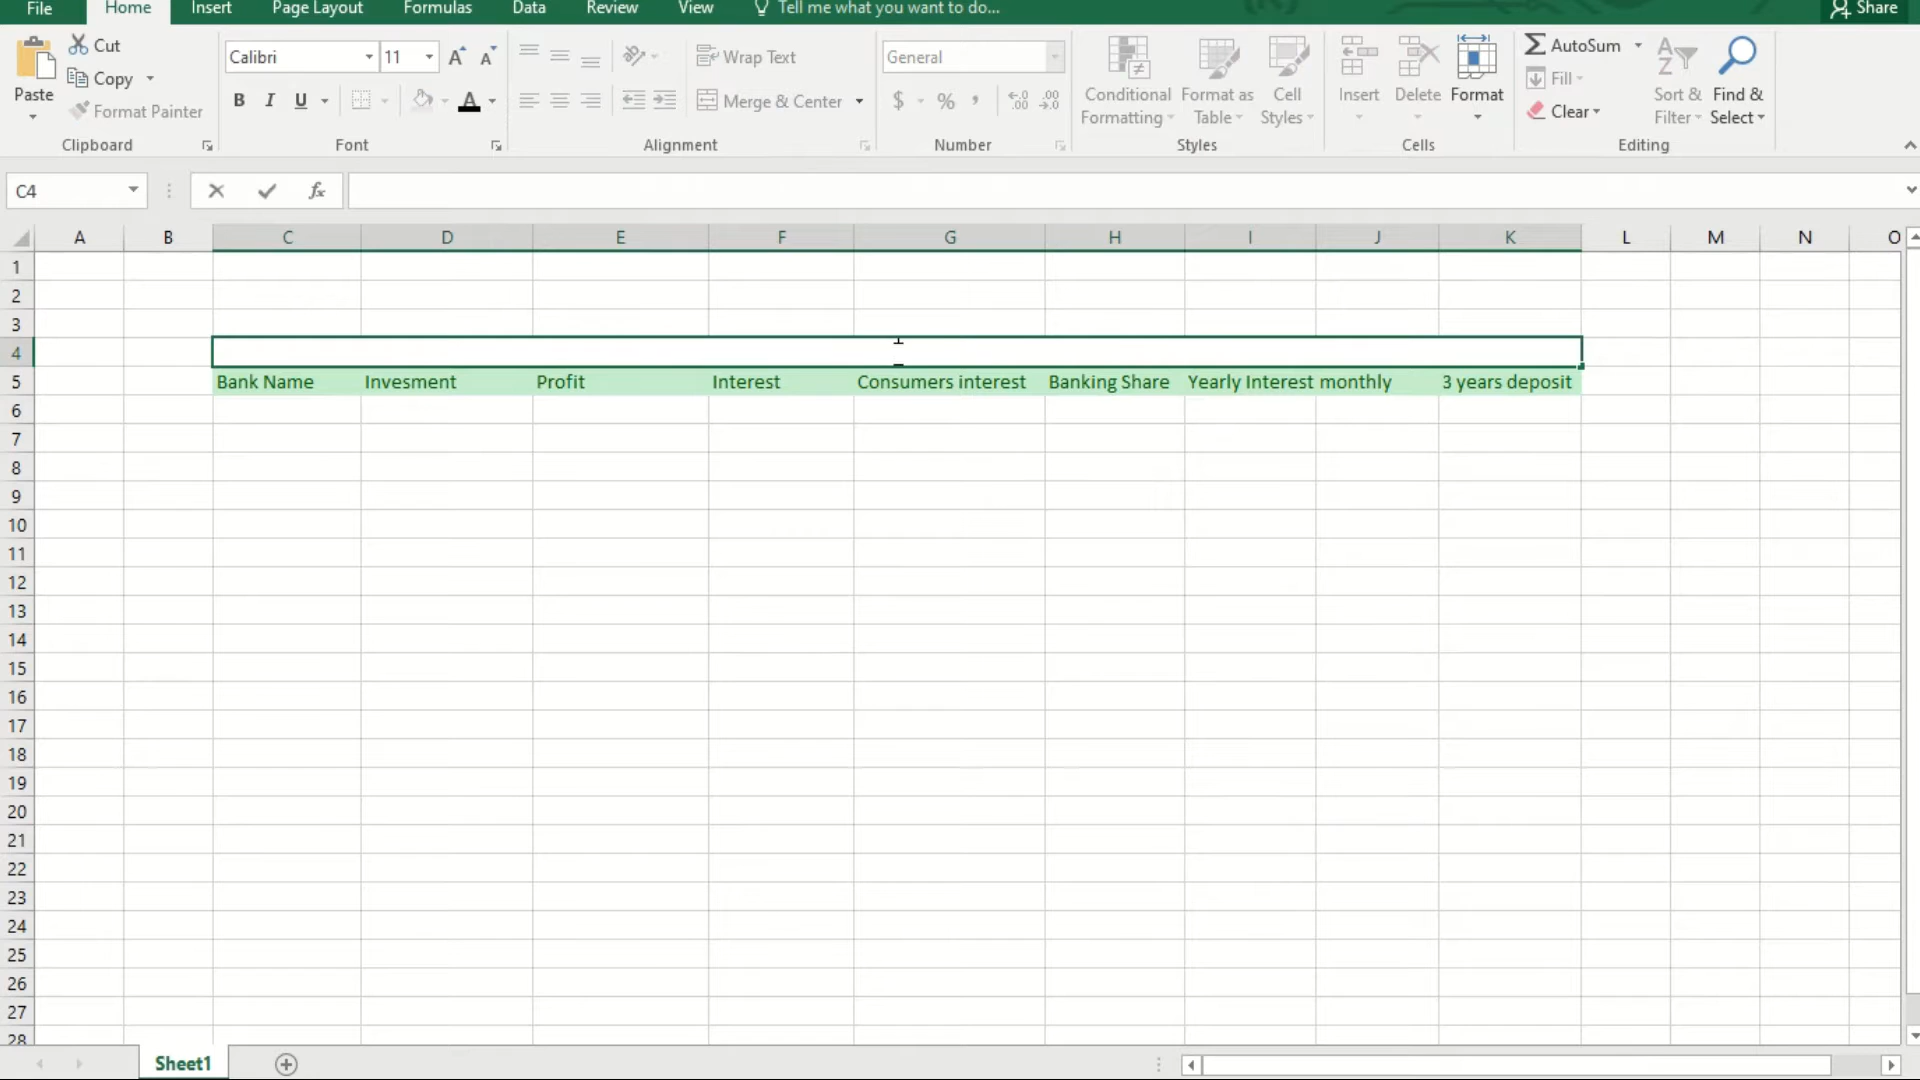 File Home Insert Page Layout Formulas Data Review View Tell me what you want to do... Share
Cut
Copy
Format Painter
Paste
Clipboard
Calibri 11 A A
B I U A
Font
Wrap Text
Merge & Center
Alignment
General
$ % ,
Number
Conditional Formatting
Format as Table
Cell Styles
Styles
Insert Delete Format
Cells
AutoSum
Fill
Clear
Sort & Filter
Find & Select
Editing
C4 fx
A B C D E F G H I J K L M N O
1
2
3
4
5 Bank Name Invesment Profit Interest Consumers interest Banking Share Yearly Interest monthly 3 years deposit
6
7
8
9
10
11
12
13
14
15
16
17
18
19
20
21
22
23
24
25
26
27
28
Sheet1